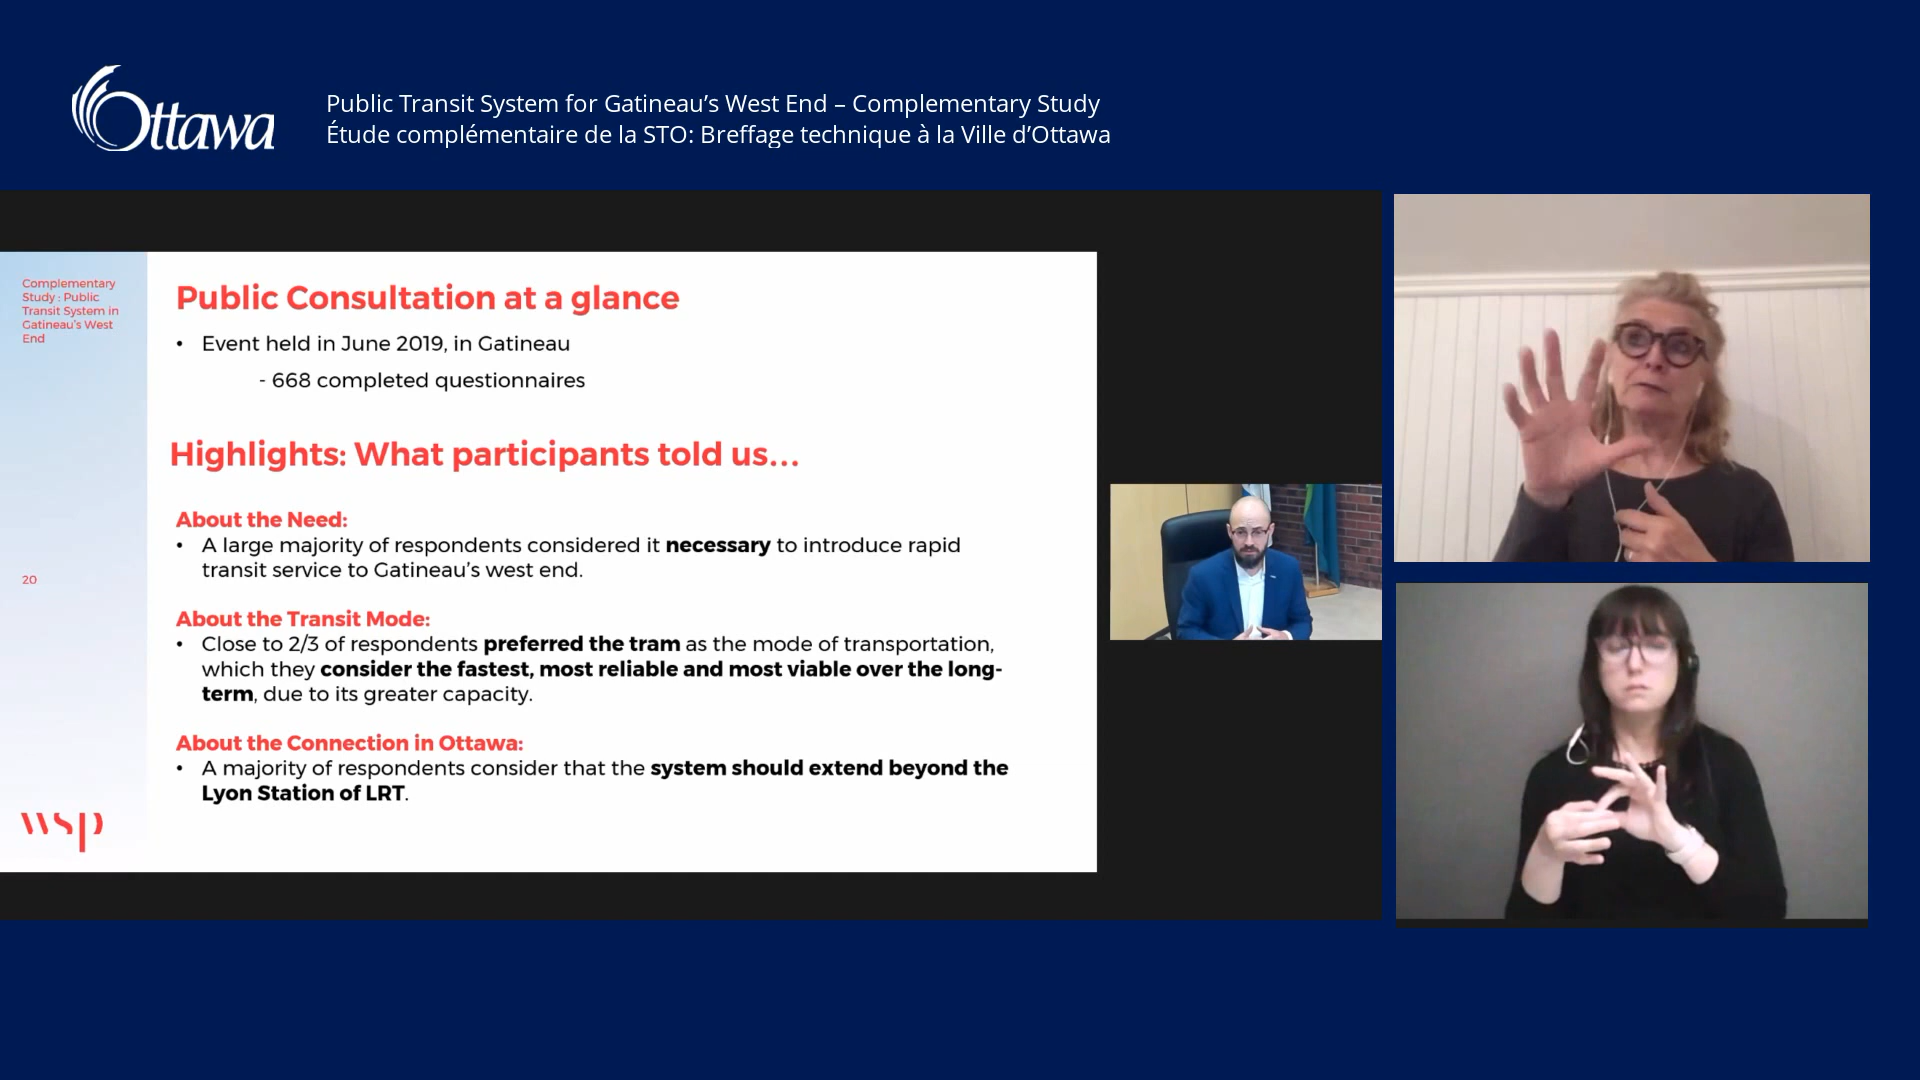 Ottawa
Public Transit System for Gatineau’s West End – Complementary Study
Étude complémentaire de la STO: Breffage technique à la Ville d’Ottawa
Complementary
Study : Public
Transit System in
Gatineau’s West
End
20
wsp
Public Consultation at a glance
• Event held in June 2019, in Gatineau
- 668 completed questionnaires
Highlights: What participants told us…
About the Need:
• A large majority of respondents considered it necessary to introduce rapid
transit service to Gatineau’s west end.
About the Transit Mode:
• Close to 2/3 of respondents preferred the tram as the mode of transportation,
which they consider the fastest, most reliable and most viable over the long-
term, due to its greater capacity.
About the Connection in Ottawa:
• A majority of respondents consider that the system should extend beyond the
Lyon Station of LRT.